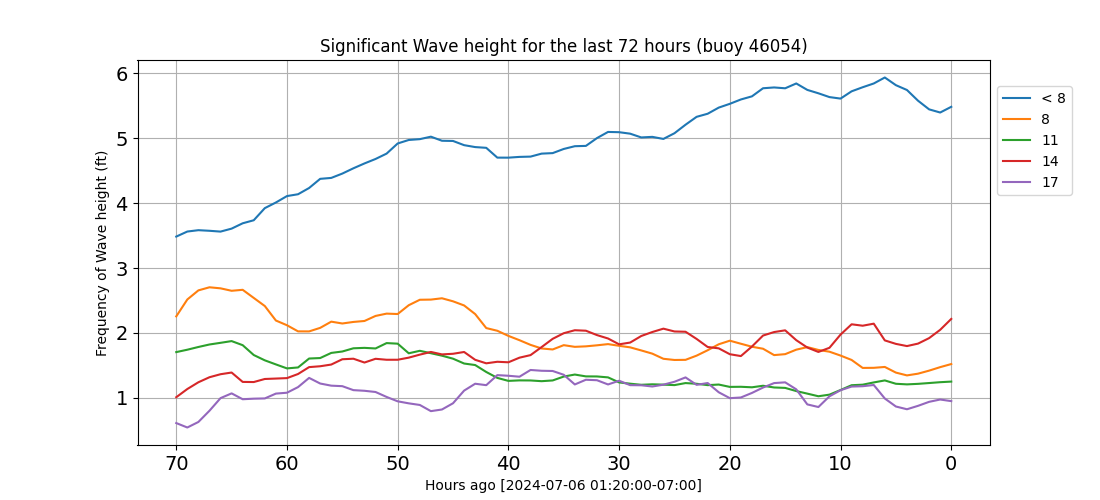 Significant Wave height for the last 72 hours (buoy 46054)
Frequency of Wave height (ft)
6
5
4
3
2
1
70 60 50 40 30 20 10 0
Hours ago [2024-07-06 01:20:00-07:00]
< 8
8
11
14
17